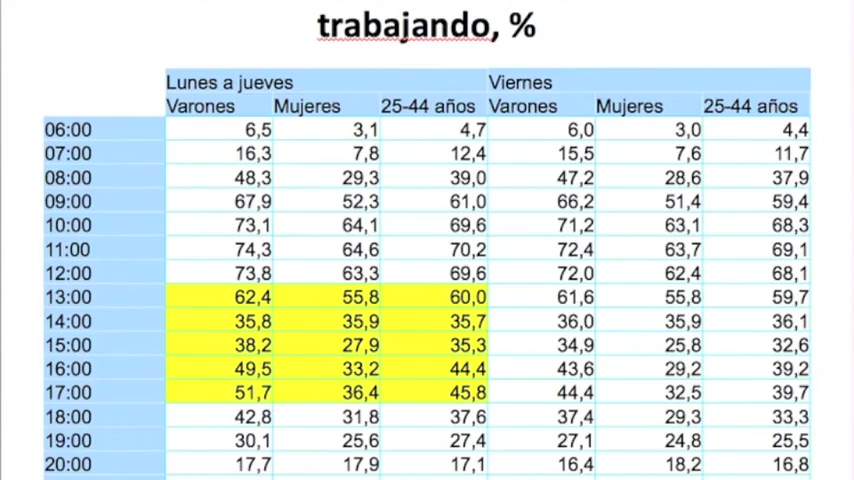 trabajando, %
Lunes a jueves Viernes
Varones Mujeres 25-44 años Varones Mujeres 25-44 años
06:00 6,5 3,1 4,7 6,0 3,0 4,4
07:00 16,3 7,8 12,4 15,5 7,6 11,7
08:00 48,3 29,3 39,0 47,2 28,6 37,9
09:00 67,9 52,3 61,0 66,2 51,4 59,4
10:00 73,1 64,1 69,6 71,2 63,1 68,3
11:00 74,3 64,6 70,2 72,4 63,7 69,1
12:00 73,8 63,3 69,6 72,0 62,4 68,1
13:00 62,4 55,8 60,0 61,6 55,8 59,7
14:00 35,8 35,9 35,7 36,0 35,9 36,1
15:00 38,2 27,9 35,3 34,9 25,8 32,6
16:00 49,5 33,2 44,4 43,6 29,2 39,2
17:00 51,7 36,4 45,8 44,4 32,5 39,7
18:00 42,8 31,8 37,6 37,4 29,3 33,3
19:00 30,1 25,6 27,4 27,1 24,8 25,5
20:00 17,7 17,9 17,1 16,4 18,2 16,8